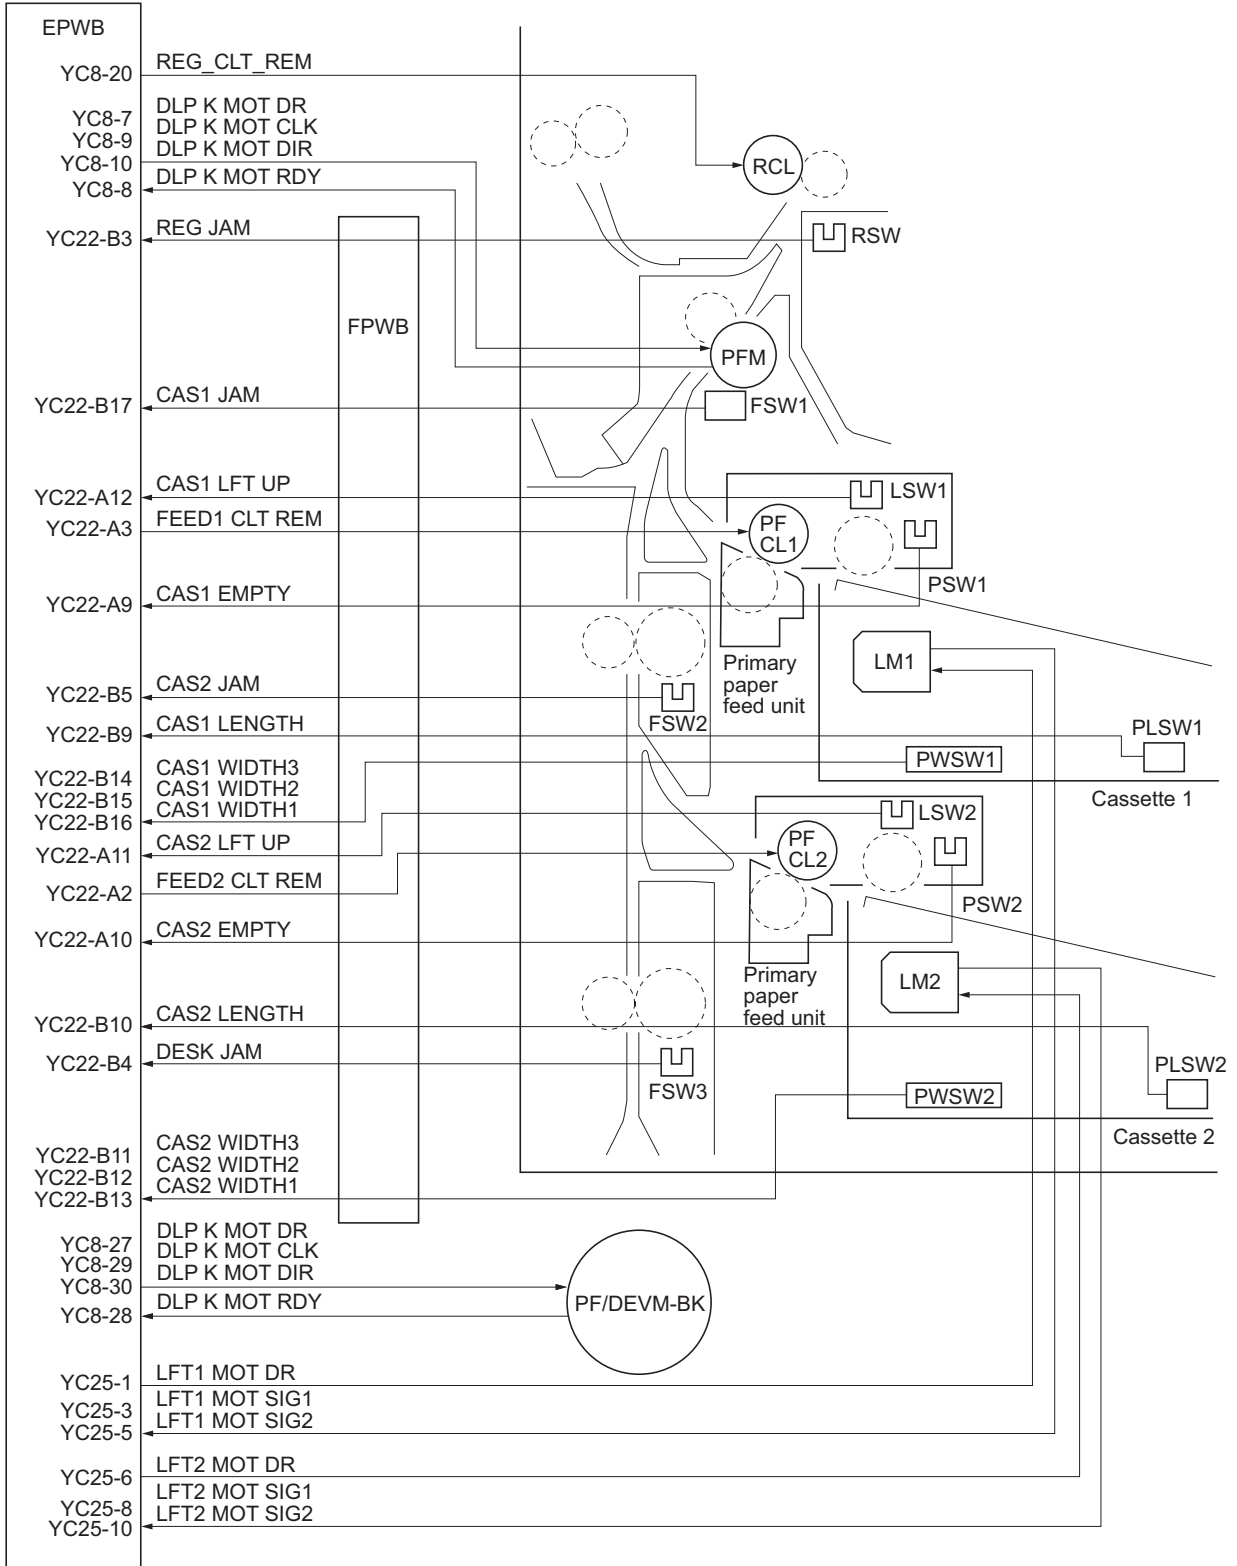 EPWB
YC8-20 REG_CLT_REM
YC8-7 DLP K MOT DR
YC8-9 DLP K MOT CLK
YC8-10 DLP K MOT DIR
YC8-8 DLP K MOT RDY
RCL
YC22-B3 REG JAM
RSW
FPWB
PFM
YC22-B17 CAS1 JAM
FSW1
YC22-A12 CAS1 LFT UP
LSW1
YC22-A3 FEED1 CLT REM
PF
CL1
PSW1
YC22-A9 CAS1 EMPTY
Primary
paper
feed unit
LM1
YC22-B5 CAS2 JAM
FSW2
YC22-B9 CAS1 LENGTH
PLSW1
PWSW1
YC22-B14 CAS1 WIDTH3
YC22-B15 CAS1 WIDTH2
YC22-B16 CAS1 WIDTH1
Cassette 1
YC22-A11 CAS2 LFT UP
LSW2
PF
CL2
YC22-A2 FEED2 CLT REM
PSW2
YC22-A10 CAS2 EMPTY
Primary
paper
feed unit
LM2
YC22-B10 CAS2 LENGTH
YC22-B4 DESK JAM
FSW3
PLSW2
PWSW2
Cassette 2
YC22-B11 CAS2 WIDTH3
YC22-B12 CAS2 WIDTH2
YC22-B13 CAS2 WIDTH1
YC8-27 DLP K MOT DR
YC8-29 DLP K MOT CLK
YC8-30 DLP K MOT DIR
YC8-28 DLP K MOT RDY
PF/DEVM-BK
YC25-1 LFT1 MOT DR
YC25-3 LFT1 MOT SIG1
YC25-5 LFT1 MOT SIG2
YC25-6 LFT2 MOT DR
YC25-8 LFT2 MOT SIG1
YC25-10 LFT2 MOT SIG2